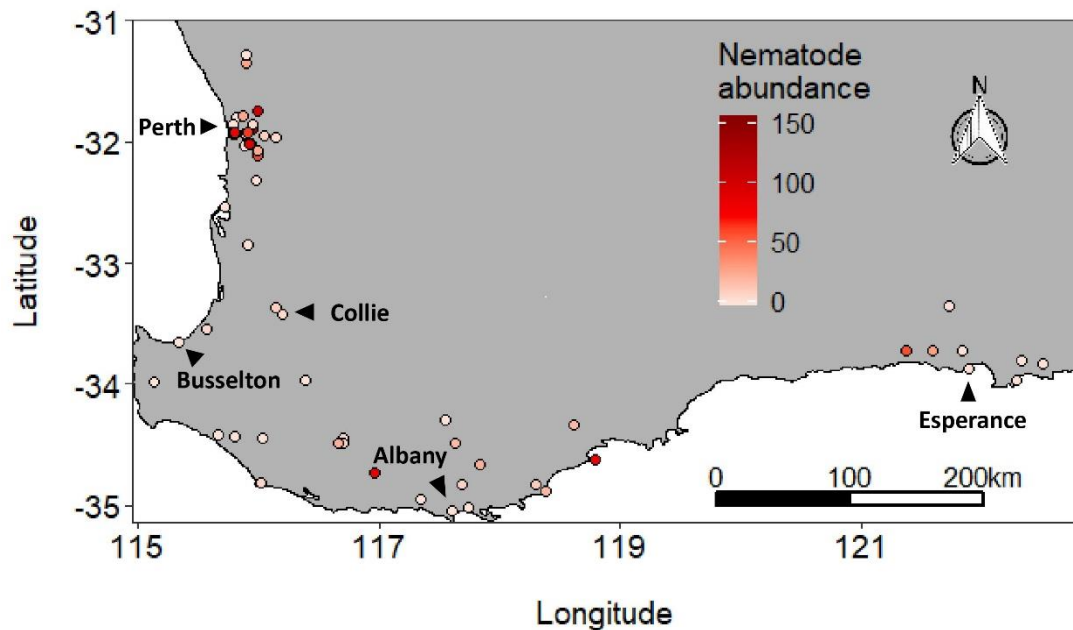 -31
-32
-33
-34
-35
Latitude
115
117
119
121
Longitude
Perth
Collie
Busselton
Albany
Esperance
Nematode
abundance
150
100
50
0
N
0 100 200km